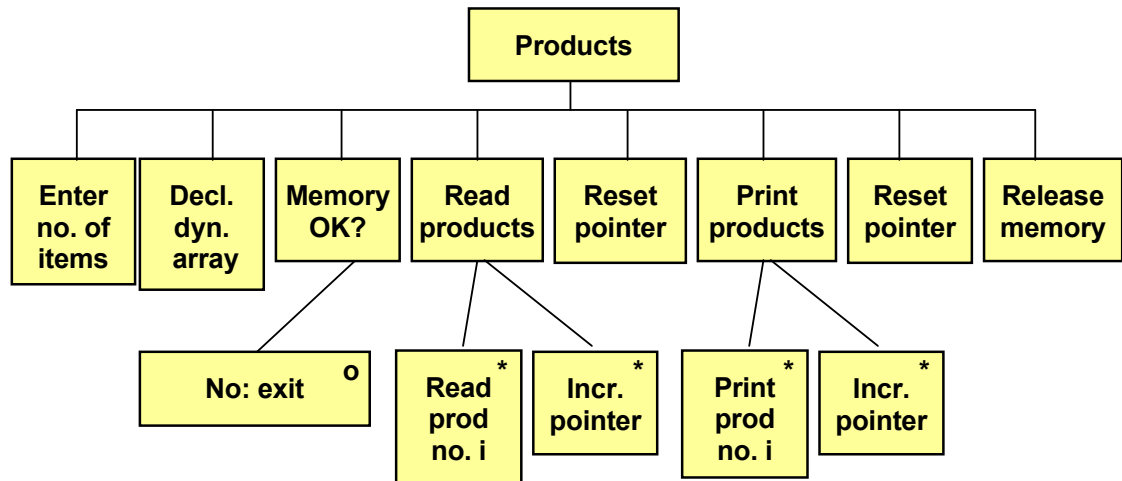 Products
Enter
no. of
items
Decl.
dyn.
array
Memory
OK?
Read
products
Reset
pointer
Print
products
Reset
pointer
Release
memory
No: exit
o
Read
prod
no. i
*
Incr.
pointer
*
Print
prod
no. i
*
Incr.
pointer
*